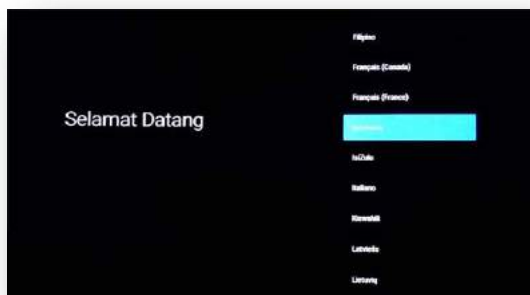 Selamat Datang
Filipino
Français (Canada)
Français (France)
IsiZulu
Italiano
Kiswahili
Latviešu
Lietuvių